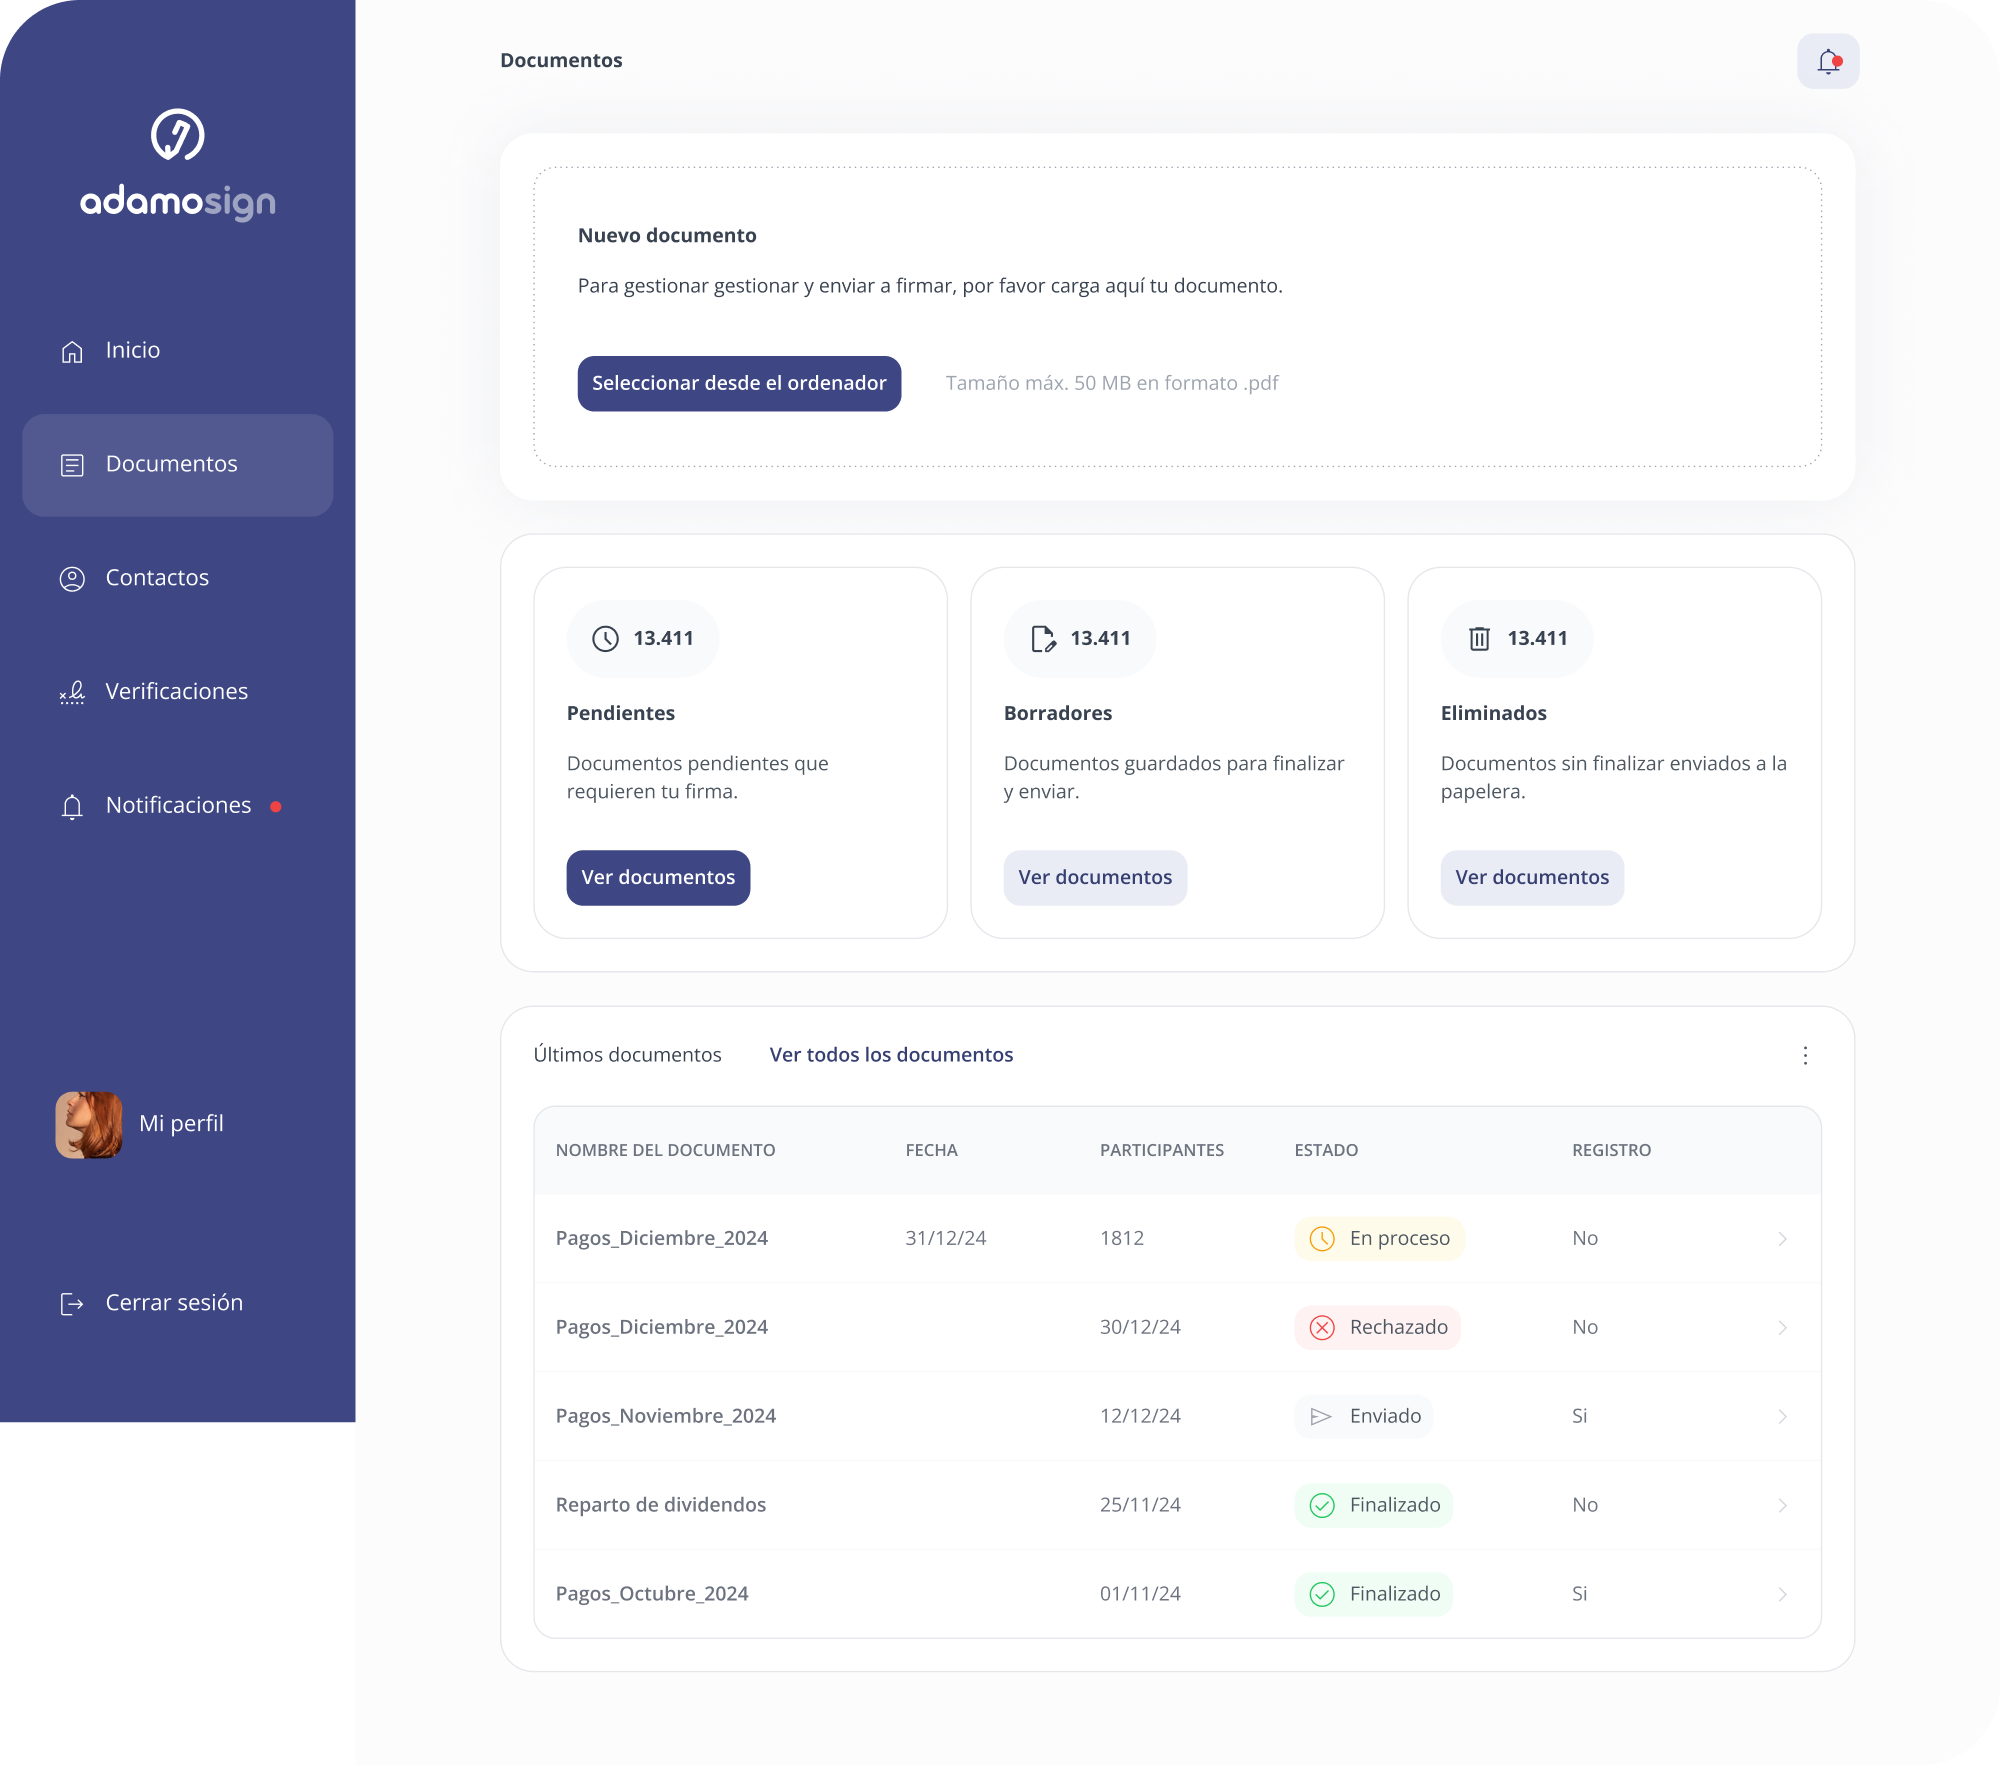 adamosign
Inicio
Documentos
Contactos
Verificaciones
Notificaciones
Mi perfil
Cerrar sesión
Documentos
Nuevo documento
Para gestionar gestionar y enviar a firmar, por favor carga aquí tu documento.
Seleccionar desde el ordenador
Tamaño máx. 50 MB en formato .pdf
13.411
Pendientes
Documentos pendientes que
requieren tu firma.
Ver documentos
13.411
Borradores
Documentos guardados para finalizar
y enviar.
Ver documentos
13.411
Eliminados
Documentos sin finalizar enviados a la
papelera.
Ver documentos
Últimos documentos Ver todos los documentos
NOMBRE DEL DOCUMENTO FECHA PARTICIPANTES ESTADO REGISTRO
Pagos_Diciembre_2024 31/12/24 1812 En proceso No
Pagos_Diciembre_2024 30/12/24 Rechazado No
Pagos_Noviembre_2024 12/12/24 Enviado Si
Reparto de dividendos 25/11/24 Finalizado No
Pagos_Octubre_2024 01/11/24 Finalizado Si